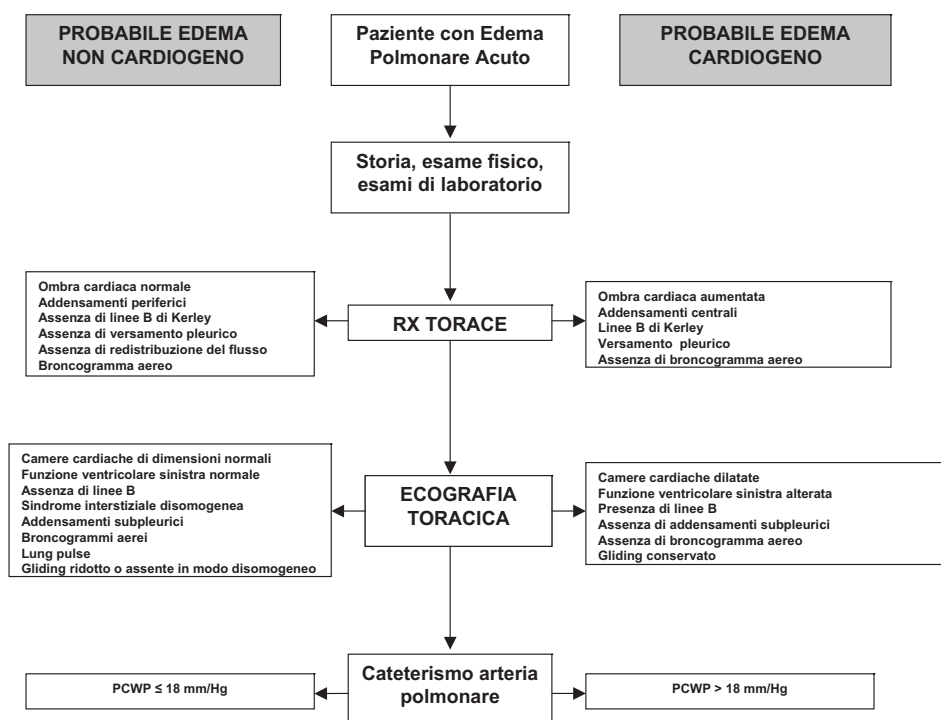 PROBABILE EDEMA
NON CARDIOGENO
Paziente con Edema
Polmonare Acuto
PROBABILE EDEMA
CARDIOGENO
Storia, esame fisico,
esami di laboratorio
Ombra cardiaca normale
Addensamenti periferici
Assenza di linee B di Kerley
Assenza di versamento pleurico
Assenza di redistribuzione del flusso
Broncogramma aereo
RX TORACE
Ombra cardiaca aumentata
Addensamenti centrali
Linee B di Kerley
Versamento pleurico
Assenza di broncogramma aereo
Camere cardiache di dimensioni normali
Funzione ventricolare sinistra normale
Assenza di linee B
Sindrome interstiziale disomogenea
Addensamenti subpleurici
Broncogrammi aerei
Lung pulse
Gliding ridotto o assente in modo disomogeneo
ECOGRAFIA
TORACICA
Camere cardiache dilatate
Funzione ventricolare sinistra alterata
Presenza di linee B
Assenza di addensamenti subpleurici
Assenza di broncogramma aereo
Gliding conservato
PCWP ≤ 18 mm/Hg
Cateterismo arteria
polmonare
PCWP > 18 mm/Hg